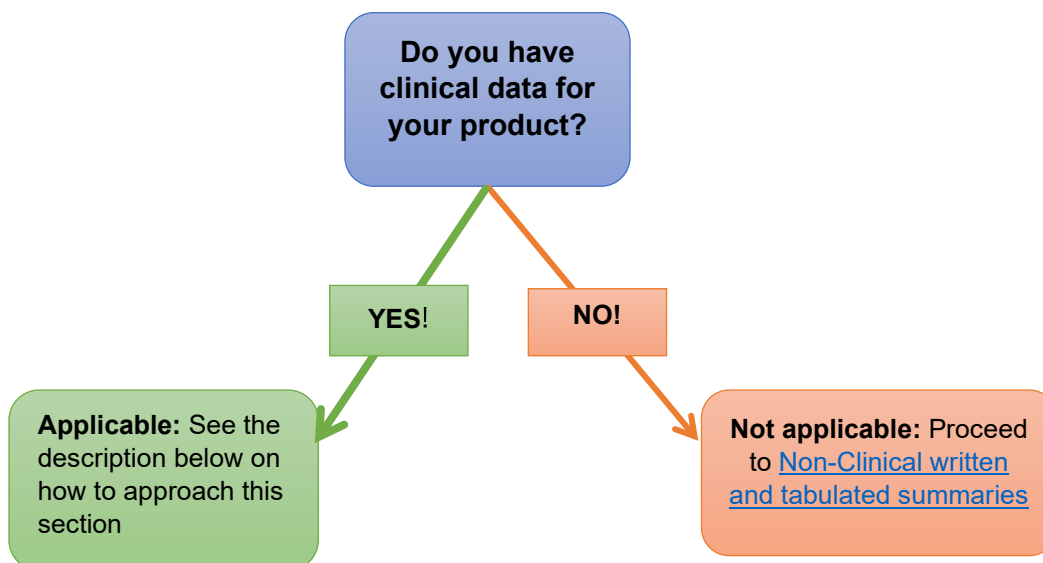 Do you have
clinical data for
your product?
YES!
NO!
Applicable: See the
description below on
how to approach this
section
Not applicable: Proceed
to Non-Clinical written
and tabulated summaries